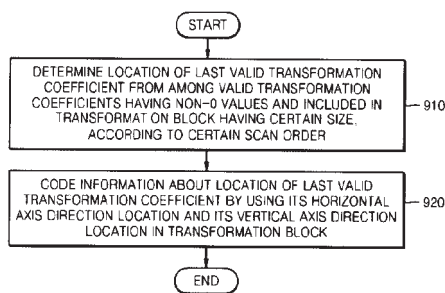 START
DETERMINE LOCATION OF LAST VALID TRANSFORMATION
COEFFICIENT FROM AMONG VALID TRANSFORMATION
COEFFICIENTS HAVING NON-0 VALUES AND INCLUDED IN
TRANSFORMAT ON BLOCK HAVING CERTAIN SIZE,
ACCORDING TO CERTAIN SCAN ORDER
910
CODE INFORMATION ABOUT LOCATION OF LAST VALID
TRANSFORMATION COEFFICIENT BY USING ITS HORIZONTAL
AXIS DIRECTION LOCATION AND ITS VERTICAL AXIS DIRECTION
LOCATION IN TRANSFORMATION BLOCK
920
END